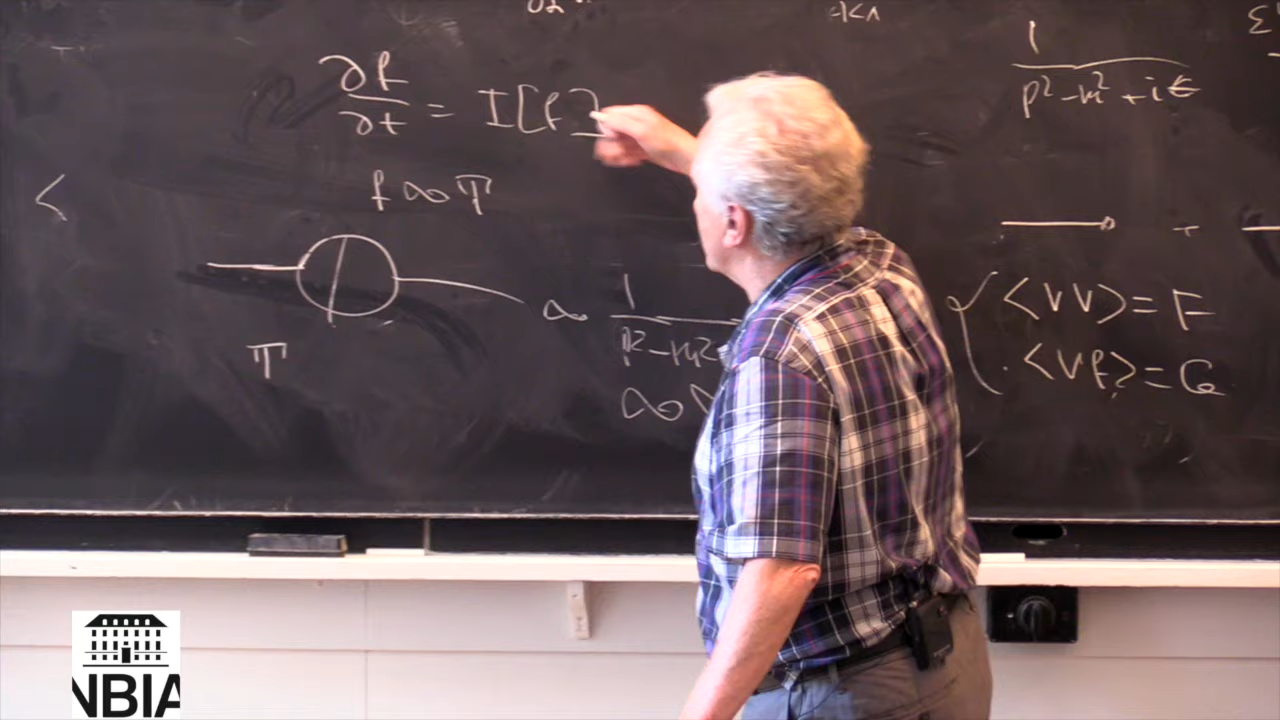 ∂f/∂t = I[f]
f ∞ T
<
T
∝ 1/(p²-m²
∞
1/(p²-m²+iε
+
<VV> = F
<Vf> = G
NBIA